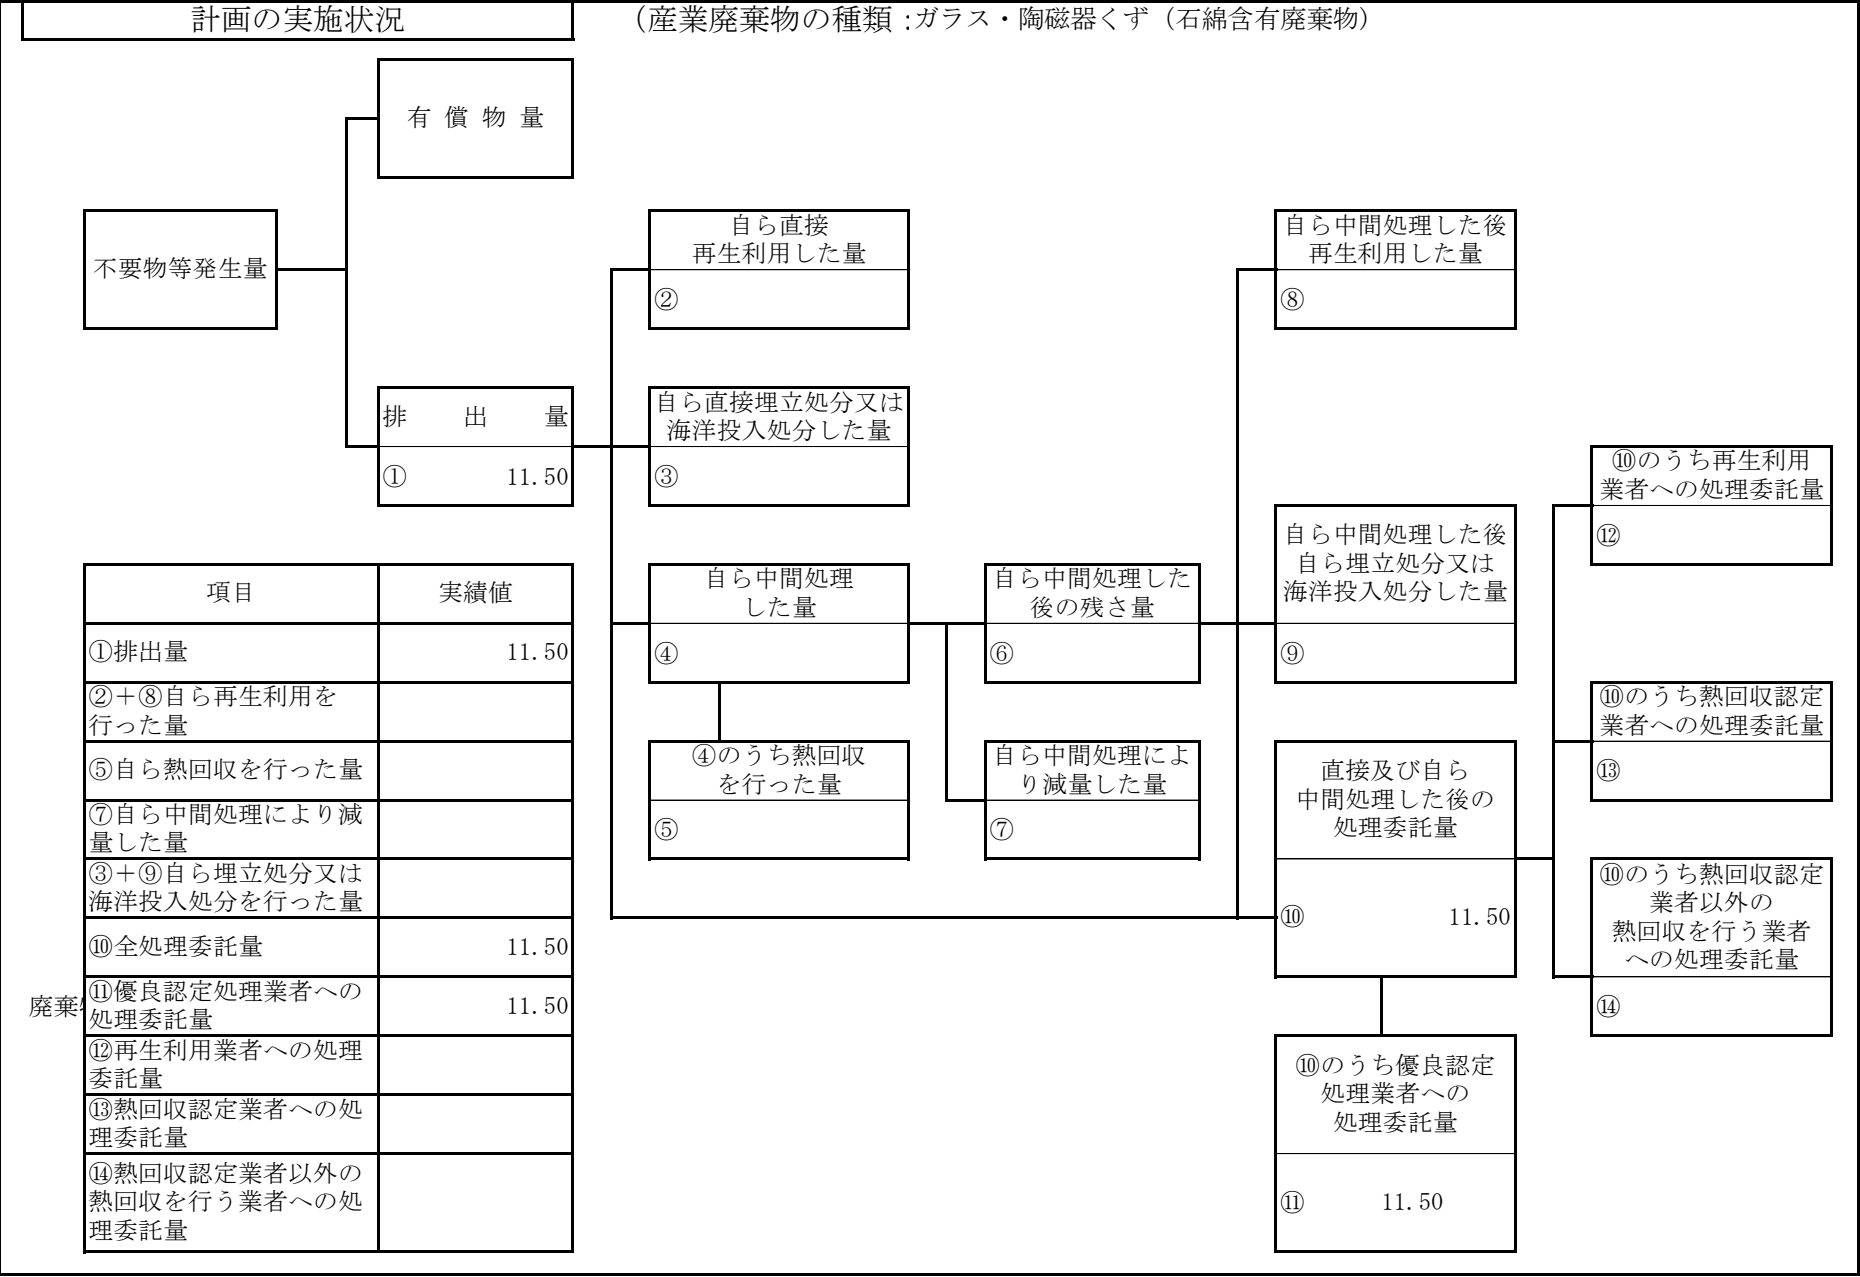 計画の実施状況
（産業廃棄物の種類：ガラス・陶磁器くず（石綿含有廃棄物）
有 償 物 量
不要物等発生量
自ら直接
再生利用した量
②
自ら中間処理した後
再生利用した量
⑧
排 出 量
① 11.50
自ら直接埋立処分又は
海洋投入処分した量
③
⑩のうち再生利用
業者への処理委託量
⑫
自ら中間処理
した量
④
自ら中間処理した
後の残さ量
⑥
自ら中間処理した後
自ら埋立処分又は
海洋投入処分した量
⑨
④のうち熱回収
を行った量
⑤
自ら中間処理によ
り減量した量
⑦
直接及び自ら
中間処理した後の
処理委託量
⑩ 11.50
⑩のうち熱回収認定
業者への処理委託量
⑬
⑩のうち熱回収認定
業者以外の
熱回収を行う業者
への処理委託量
⑭
⑩のうち優良認定
処理業者への
処理委託量
⑪ 11.50
項目 実績値
①排出量 11.50
②＋⑧自ら再生利用を
行った量
⑤自ら熱回収を行った量
⑦自ら中間処理により減
量した量
③＋⑨自ら埋立処分又は
海洋投入処分を行った量
⑩全処理委託量 11.50
廃棄
⑪優良認定処理業者への
処理委託量 11.50
⑫再生利用業者への処理
委託量
⑬熱回収認定業者への処
理委託量
⑭熱回収認定業者以外の
熱回収を行う業者への処
理委託量